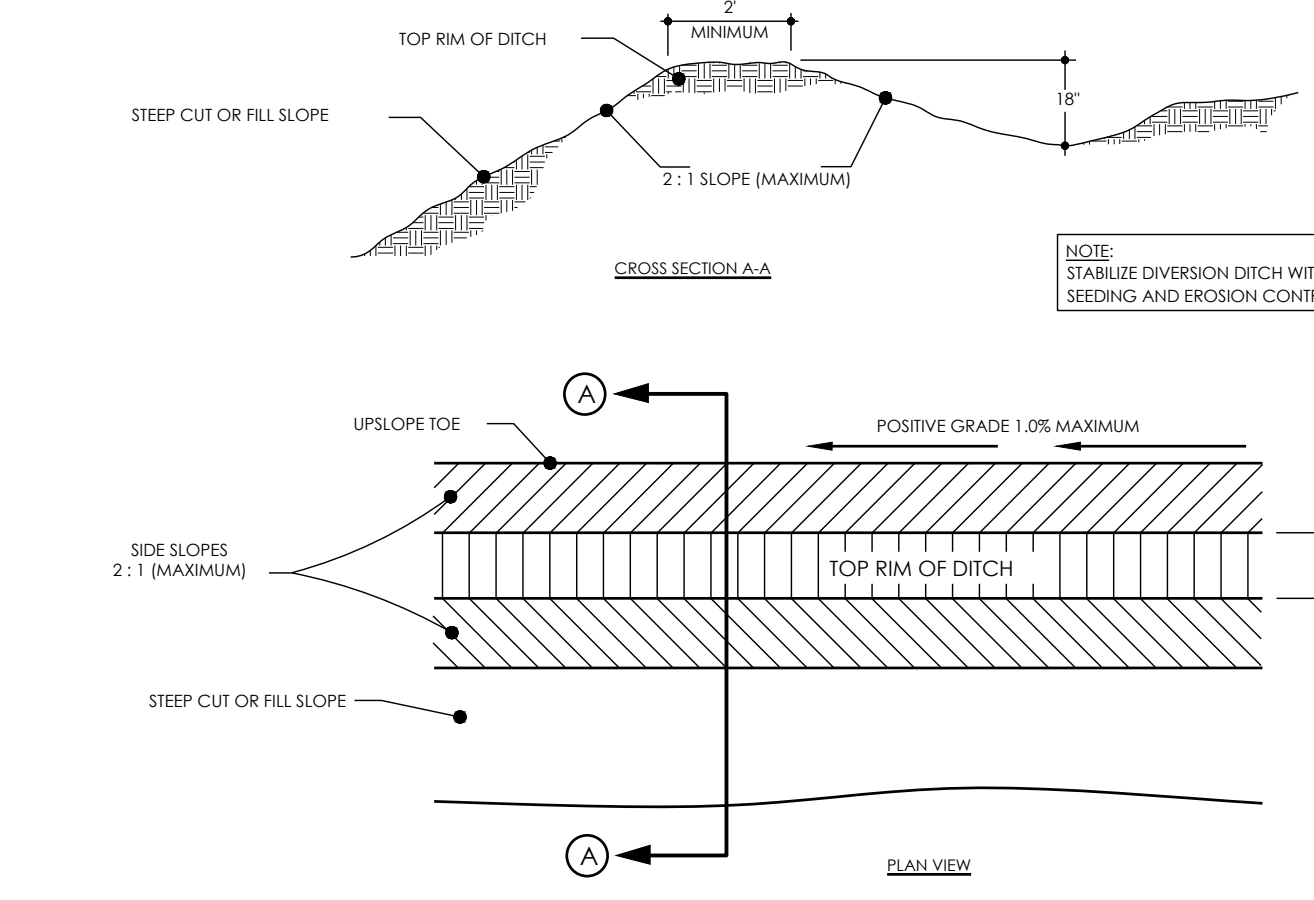 2'
MINIMUM
TOP RIM OF DITCH
18"
STEEP CUT OR FILL SLOPE
2 : 1 SLOPE (MAXIMUM)
CROSS SECTION A-A
NOTE:
STABILIZE DIVERSION DITCH
SEEDING AND EROSION
A
UPSLOPE TOE
POSITIVE GRADE 1.0% MAXIMUM
SIDE SLOPES
2 : 1 (MAXIMUM)
TOP RIM OF DITCH
STEEP CUT OR FILL SLOPE
A
PLAN VIEW